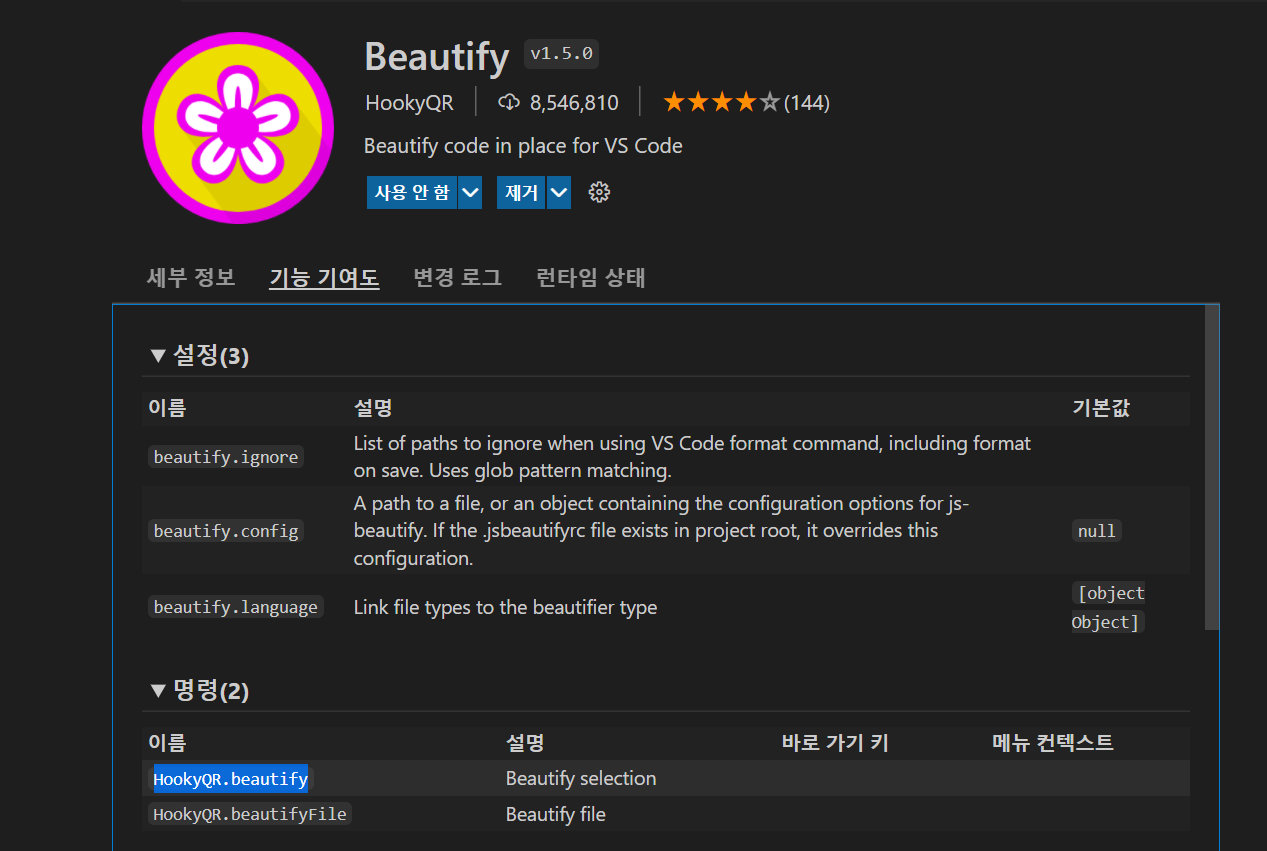 Beautify v1.5.0
HookyQR 8,546,810 (144)
Beautify code in place for VS Code
사용 안 함 제거
세부 정보 기능 기여도 변경 로그 런타임 상태
▼ 설정(3)
이름 설명 기본값
beautify.ignore List of paths to ignore when using VS Code format command, including format
on save. Uses glob pattern matching.
beautify.config A path to a file, or an object containing the configuration options for js-
beautify. If the .jsbeautifyrc file exists in project root, it overrides this
configuration. null
beautify.language Link file types to the beautifier type [object
Object]
▼ 명령(2)
이름 설명 바로 가기 키 메뉴 컨텍스트
HookyQR.beautify Beautify selection
HookyQR.beautifyFile Beautify file